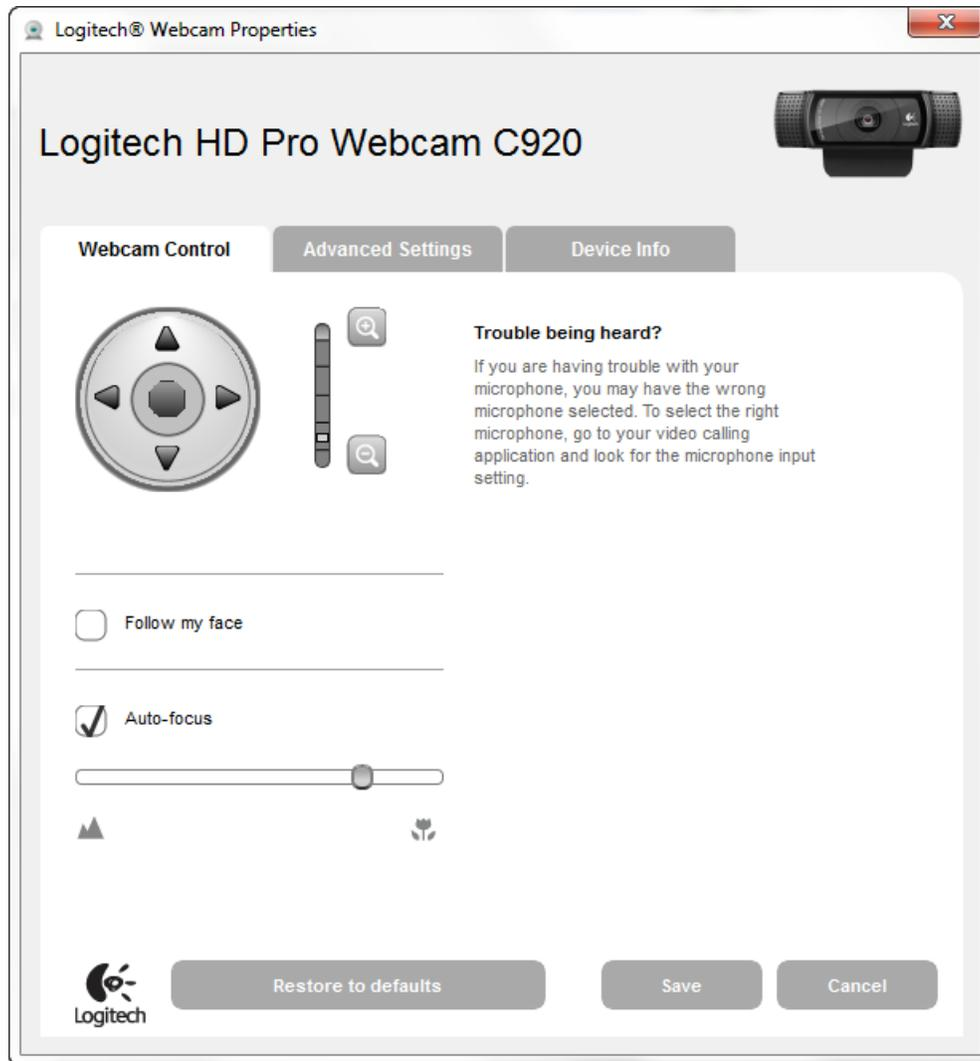 Logitech® Webcam Properties
Logitech HD Pro Webcam C920
Webcam Control
Advanced Settings
Device Info
Trouble being heard?
If you are having trouble with your
microphone, you may have the wrong
microphone selected. To select the right
microphone, go to your video calling
application and look for the microphone input
setting.
Follow my face
Auto-focus
Logitech
Restore to defaults
Save
Cancel